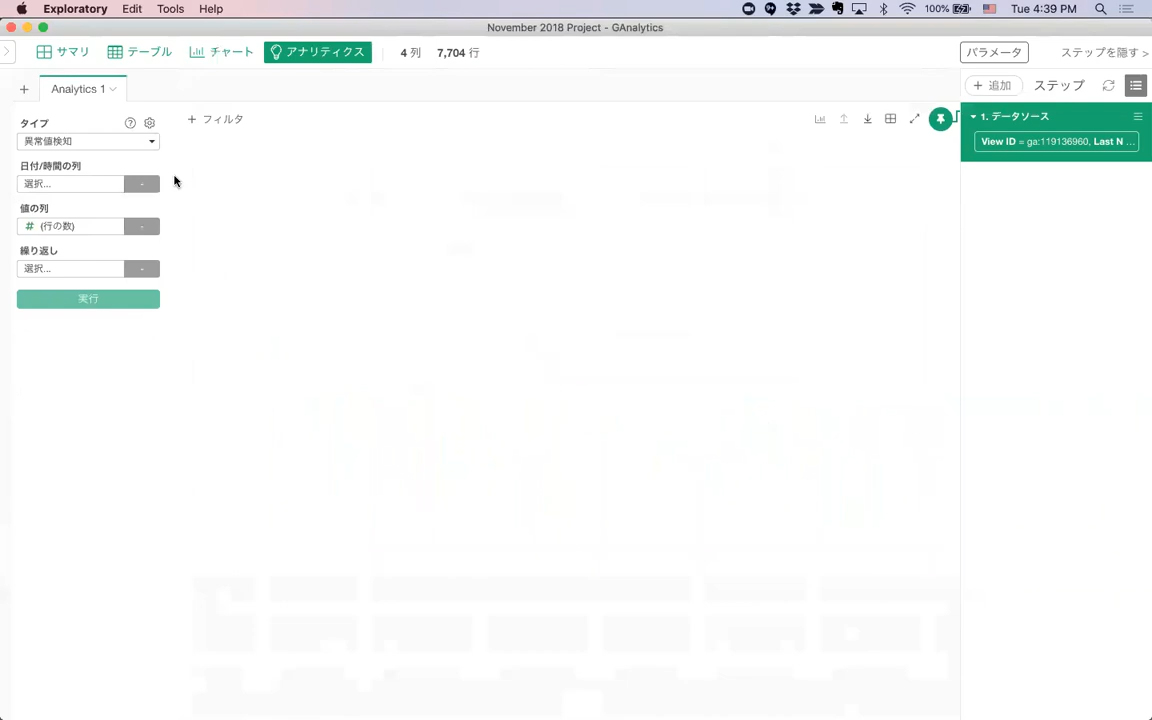 Exploratory Edit Tools Help 100% Tue 4:39 PM
November 2018 Project - GAnalytics
サマリ テーブル チャート アナリティクス 4 列 7,704 行 パラメータ ステップを隠す >
+ Analytics 1 + 追加 ステップ
タイプ + フィルタ 1. データソース
異常値検知 View ID = ga:119136960, Last N ...
日付/時間の列
選択... -
値の列
# (行の数) -
繰り返し
選択... -
実行